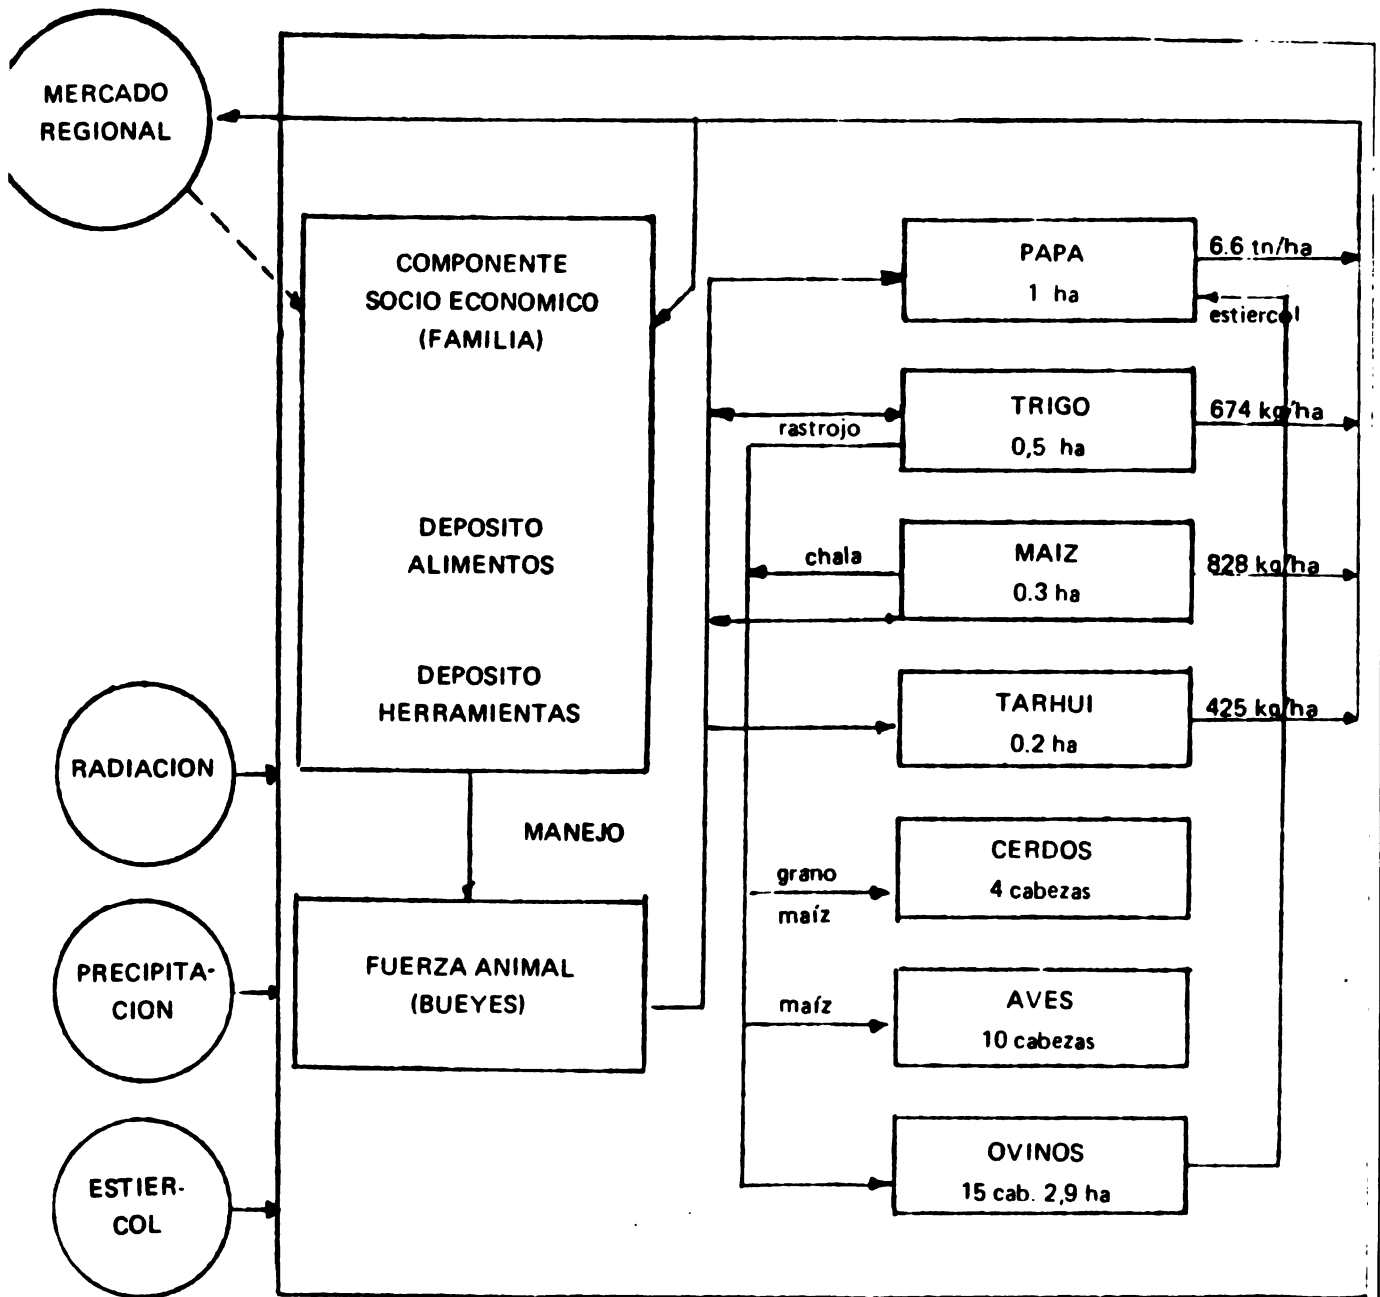 MERCADO
REGIONAL
COMPONENTE
SOCIO ECONOMICO
(FAMILIA)
DEPOSITO
ALIMENTOS
DEPOSITO
HERRAMIENTAS
RADIACION
MANEJO
PRECIPITA-
CION
FUERZA ANIMAL
(BUEYES)
ESTIER-
COL
PAPA
1 ha
6.6 tn/ha
estiercol
TRIGO
0,5 ha
674 kg/ha
rastrojo
MAIZ
0.3 ha
828 kg/ha
chala
TARHUI
0.2 ha
425 kg/ha
CERDOS
4 cabezas
grano
maíz
AVES
10 cabezas
maíz
OVINOS
15 cab. 2,9 ha